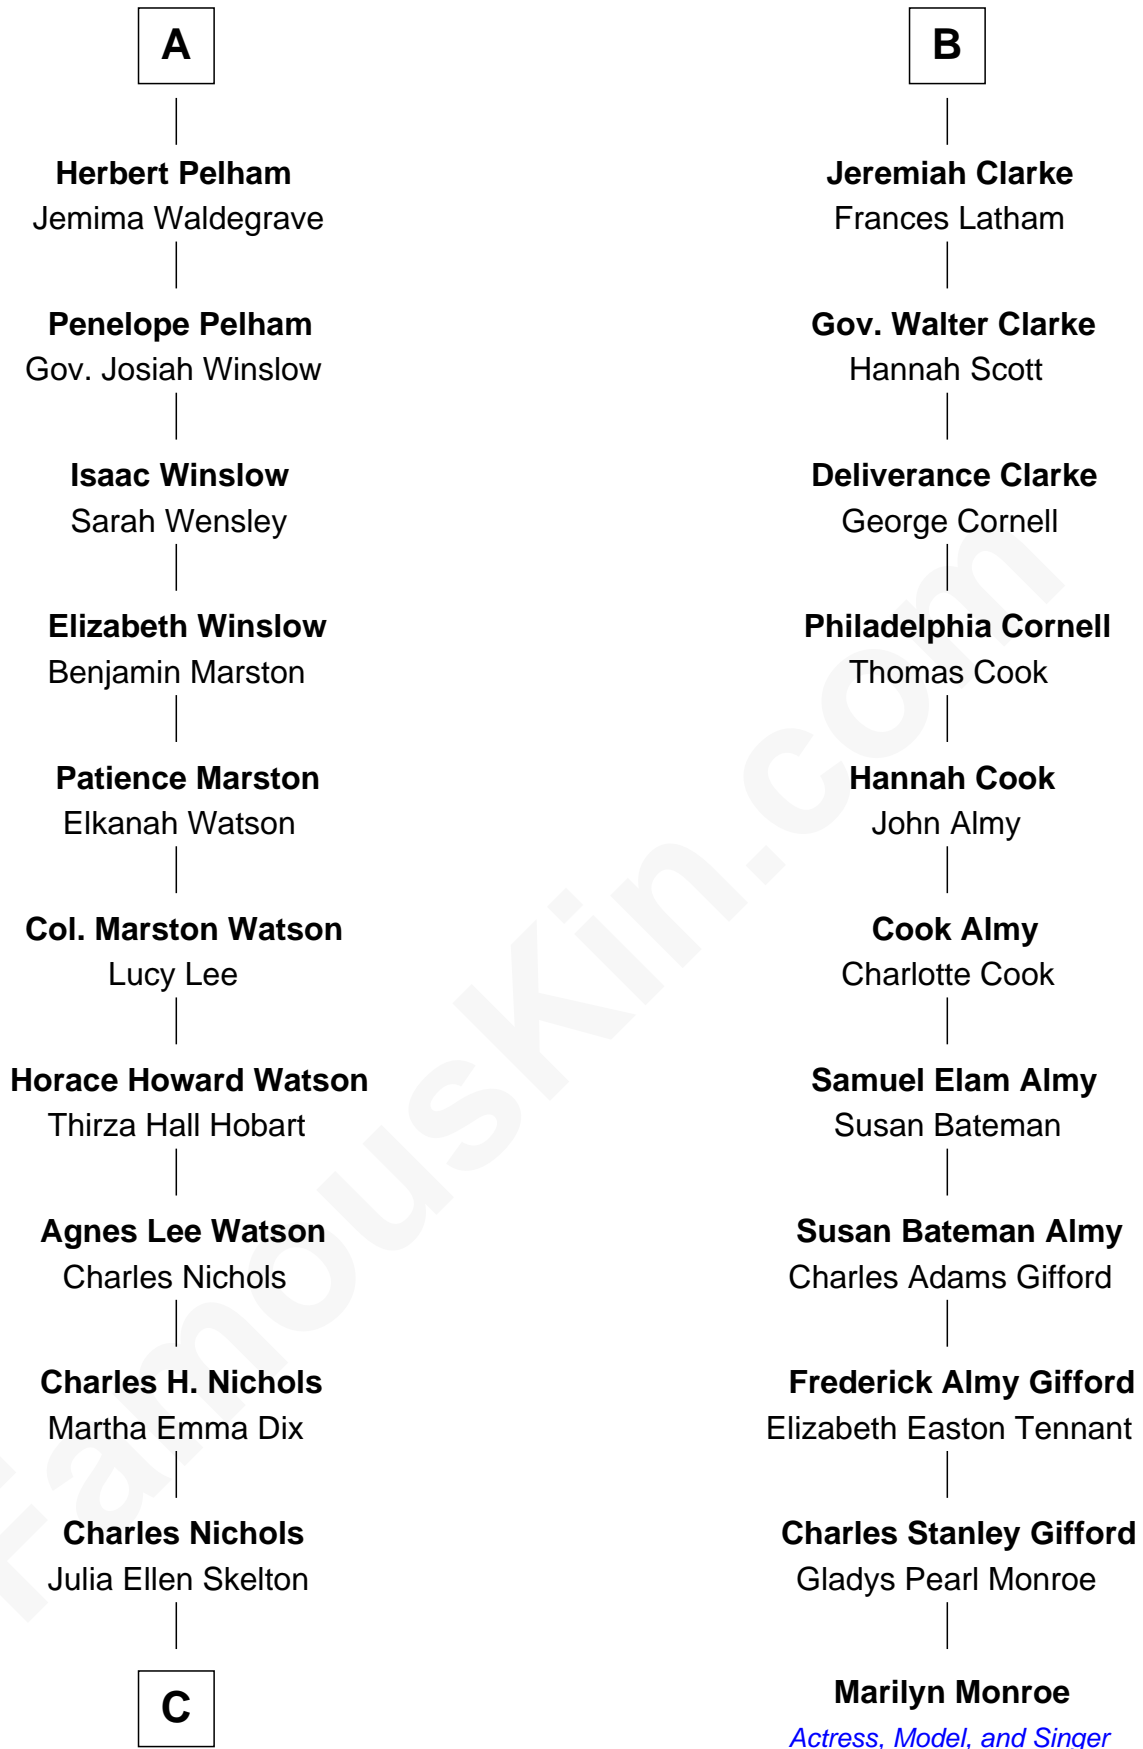 A
Herbert Pelham
Jemima Waldegrave
Penelope Pelham
Gov. Josiah Winslow
Isaac Winslow
Sarah Wensley
Elizabeth Winslow
Benjamin Marston
Patience Marston
Elkanah Watson
Col. Marston Watson
Lucy Lee
Horace Howard Watson
Thirza Hall Hobart
Agnes Lee Watson
Charles Nichols
Charles H. Nichols
Martha Emma Dix
Charles Nichols
Julia Ellen Skelton
C
B
Jeremiah Clarke
Frances Latham
Gov. Walter Clarke
Hannah Scott
Deliverance Clarke
George Cornell
Philadelphia Cornell
Thomas Cook
Hannah Cook
John Almy
Cook Almy
Charlotte Cook
Samuel Elam Almy
Susan Bateman
Susan Bateman Almy
Charles Adams Gifford
Frederick Almy Gifford
Elizabeth Easton Tennant
Charles Stanley Gifford
Gladys Pearl Monroe
Marilyn Monroe
Actress, Model, and Singer
FamousKin.com